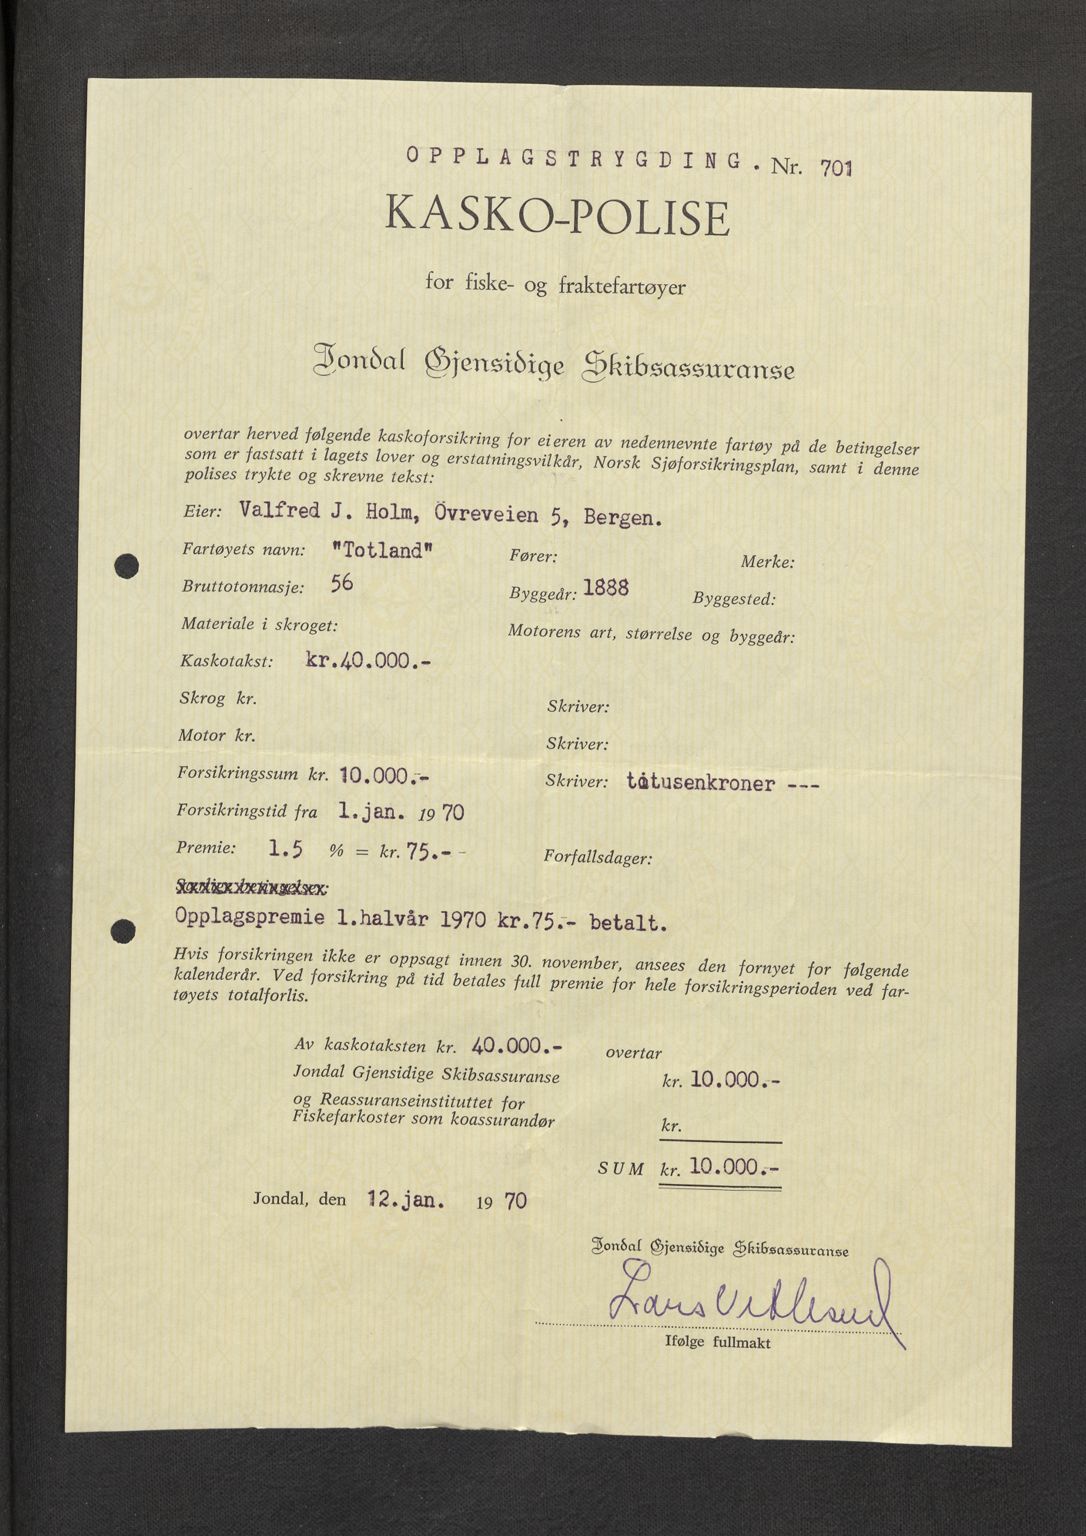 OPPLAGSTRYGDING. Nr. 701
KASKO-POLISE
for fiske- og fraktefartøyer
Jondal Gjensidige Skibsassuranse
overtar herved følgende kaskoforsikring for eieren av nedennevnte fartøy på de betingelser
som er fastsatt i lagets lover og erstatningsvilkår, Norsk Sjøforsikringsplan, samt i denne
polises trykte og skrevne tekst:
Eier: Valfred J. Holm, Övreveien 5, Bergen.
Fartøyets navn: "Totland" Fører: Merke:
Bruttotonnasje: 56 Byggeår: 1888 Byggested:
Materiale i skroget: Motorens art, størrelse og byggeår:
Kaskotakst: kr.40.000.-
Skrog kr. Skriver:
Motor kr. Skriver:
Forsikringssum kr. 10.000.- Skriver: titusenkroner ---
Forsikringstid fra 1.jan. 1970
Premie: 1.5 % = kr. 75.-- Forfallsdager:
Særlige betingelser:
Opplagspremie 1.halvår 1970 kr.75.- betalt.
Hvis forsikringen ikke er oppsagt innen 30. november, ansees den fornyet for følgende
kalenderår. Ved forsikring på tid betales full premie for hele forsikringsperioden ved far-
tøyets totalforlis.
Av kaskotaksten kr. 40.000.- overtar
Jondal Gjensidige Skibsassuranse kr. 10.000.-
og Reassuranseinstituttet for
Fiskefarkoster som koassurandør kr.
SUM kr. 10.000.-
Jondal, den 12.jan. 1970
Jondal Gjensidige Skibsassuranse
Lars
Ifølge fullmakt